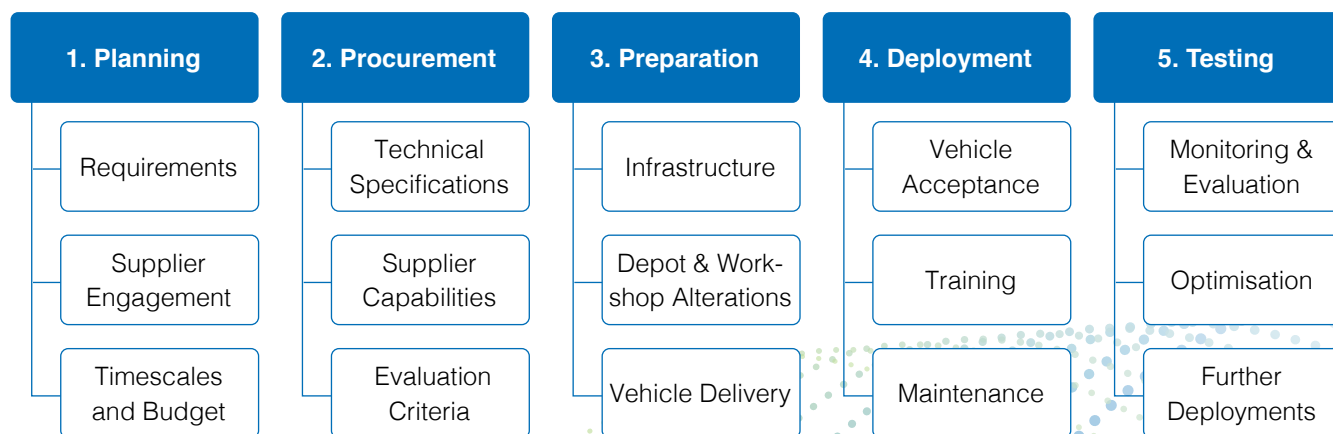 1. Planning
Requirements
Supplier
Engagement
Timescales
and Budget
2. Procurement
Technical
Specifications
Supplier
Capabilities
Evaluation
Criteria
3. Preparation
Infrastructure
Depot & Work-
shop Alterations
Vehicle Delivery
4. Deployment
Vehicle
Acceptance
Training
Maintenance
5. Testing
Monitoring &
Evaluation
Optimisation
Further
Deployments